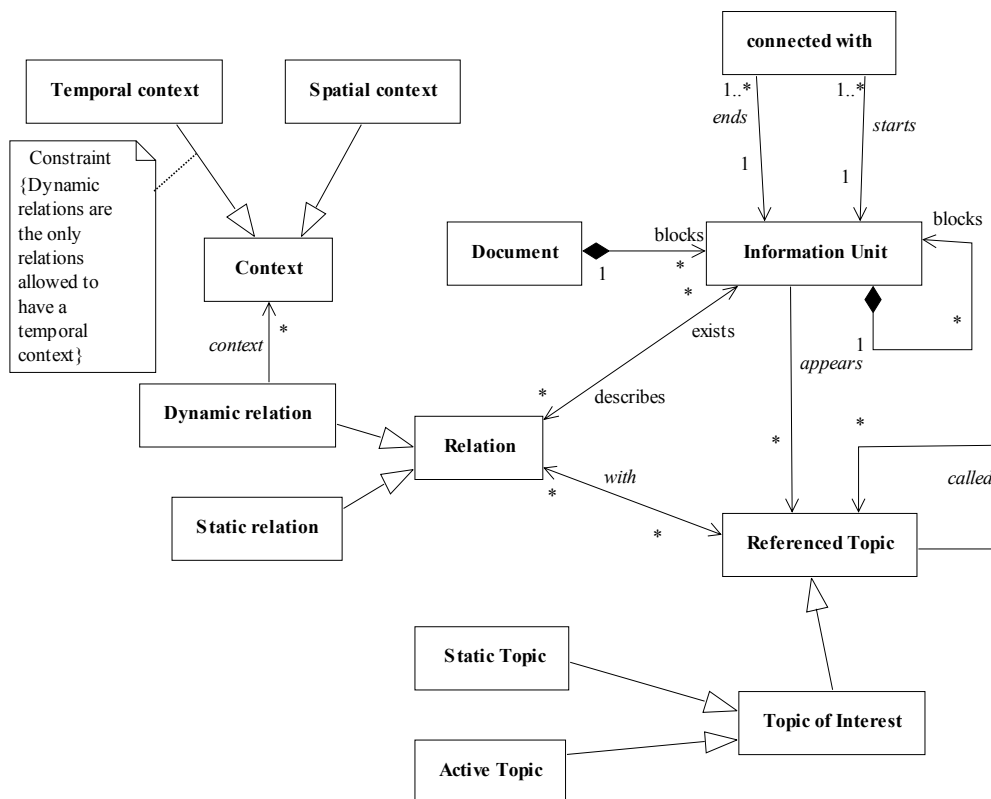 connected with
Temporal context
Spatial context
1..*
1..*
ends
starts
1
1
Constraint
{Dynamic
relations are
the only
relations
allowed to
have a
temporal
context}
Document
blocks
1
*
Information Unit
blocks
1
*
Context
*
context
*
exists
describes
*
appears
*
Dynamic relation
Relation
Static relation
with
*
*
*
called
Referenced Topic
Static Topic
Topic of Interest
Active Topic